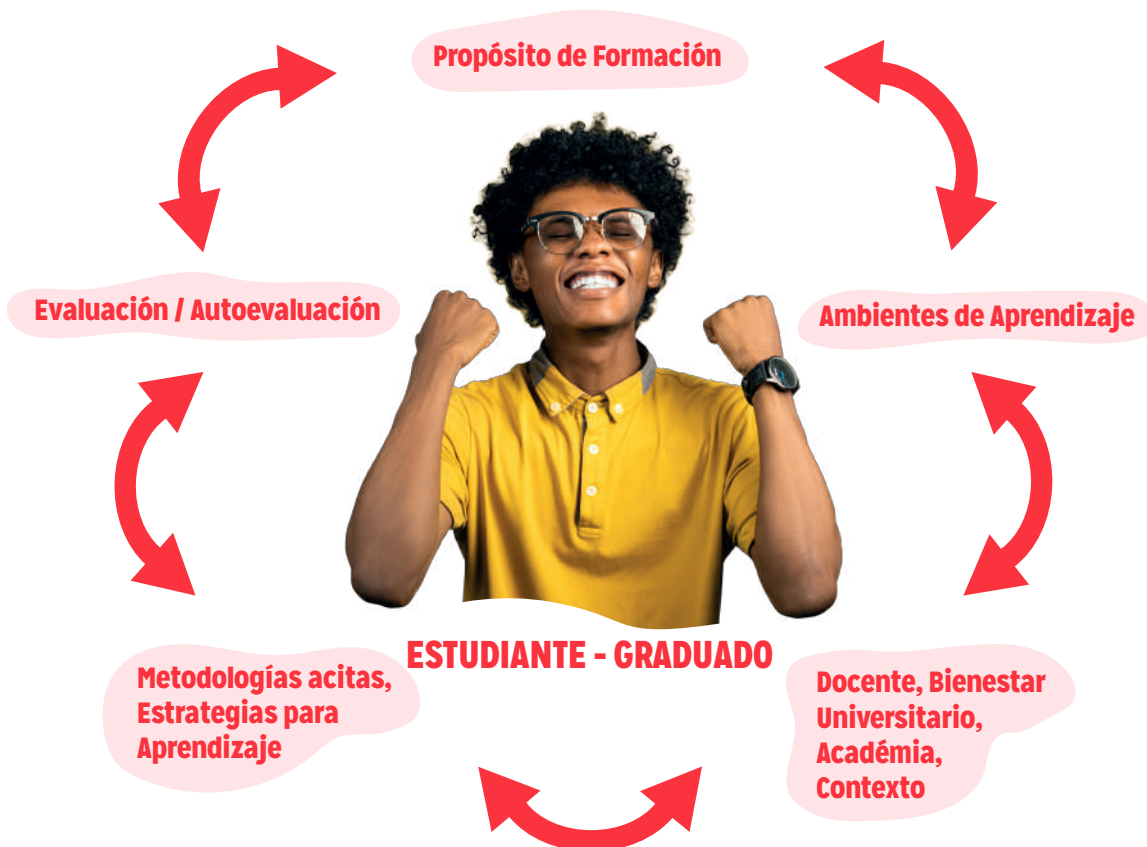 Propósito de Formación
Evaluación / Autoevaluación
Ambientes de Aprendizaje
ESTUDIANTE - GRADUADO
Metodologías acitas,
Estrategias para
Aprendizaje
Docente, Bienestar
Universitario,
Académia,
Contexto